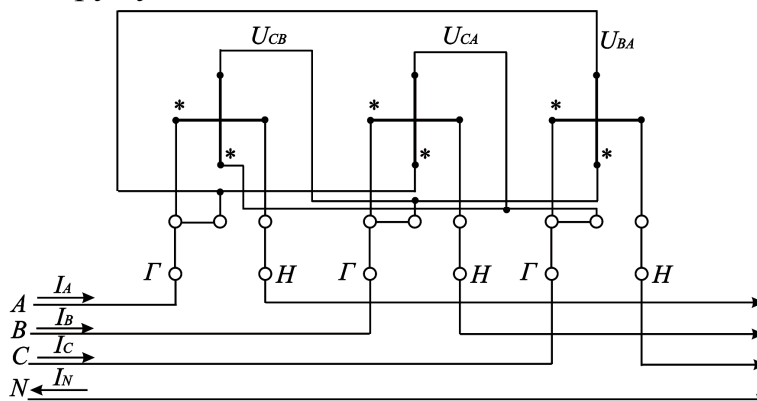 U_CB U_CA U_BA
* * *
* * *
Г Н Г Н Г Н
A I_A
B I_B
C I_C
N I_N